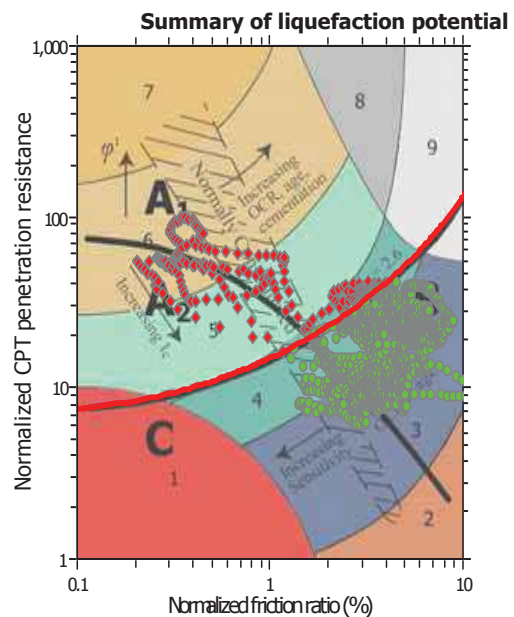 Summary of liquefaction potential
1,000
7
8
9
φ'
Increasing
OCR, age,
cementation
Normally
A1
100
6
A2
Increasing Ic
5
2.6
Normalized CPT penetration resistance
10
4
3
C
1
Increasing
Sensitivity
2
1
0.1
1
10
Normalized friction ratio (%)